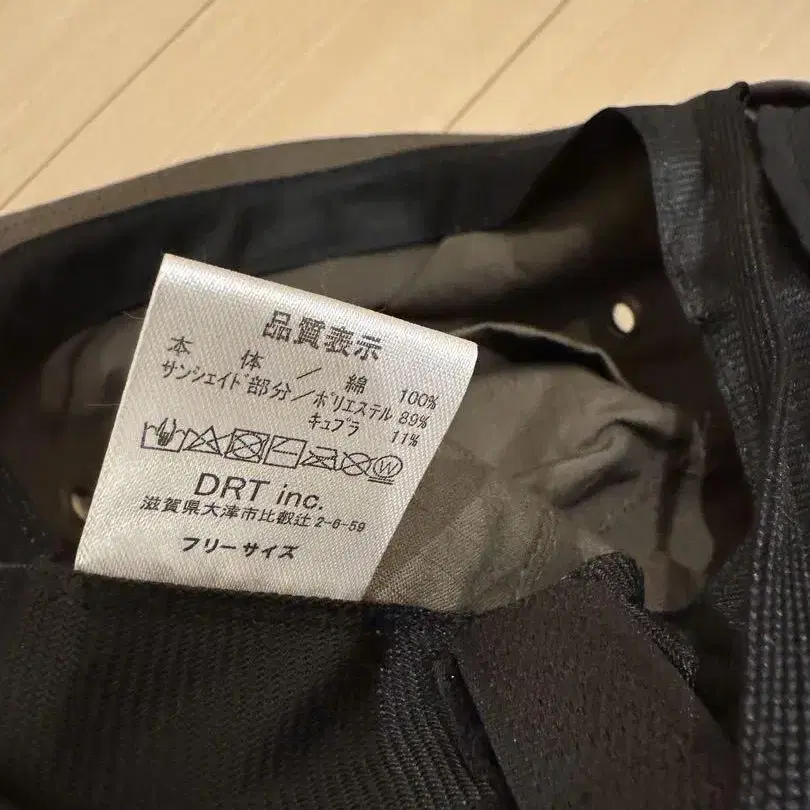 品質表示
本　体／綿 100%
サンシェイド部分／ポリエステル 89%
キュプラ 11%
W
DRT inc.
滋賀県大津市比叡辻2-6-59
フリーサイズ